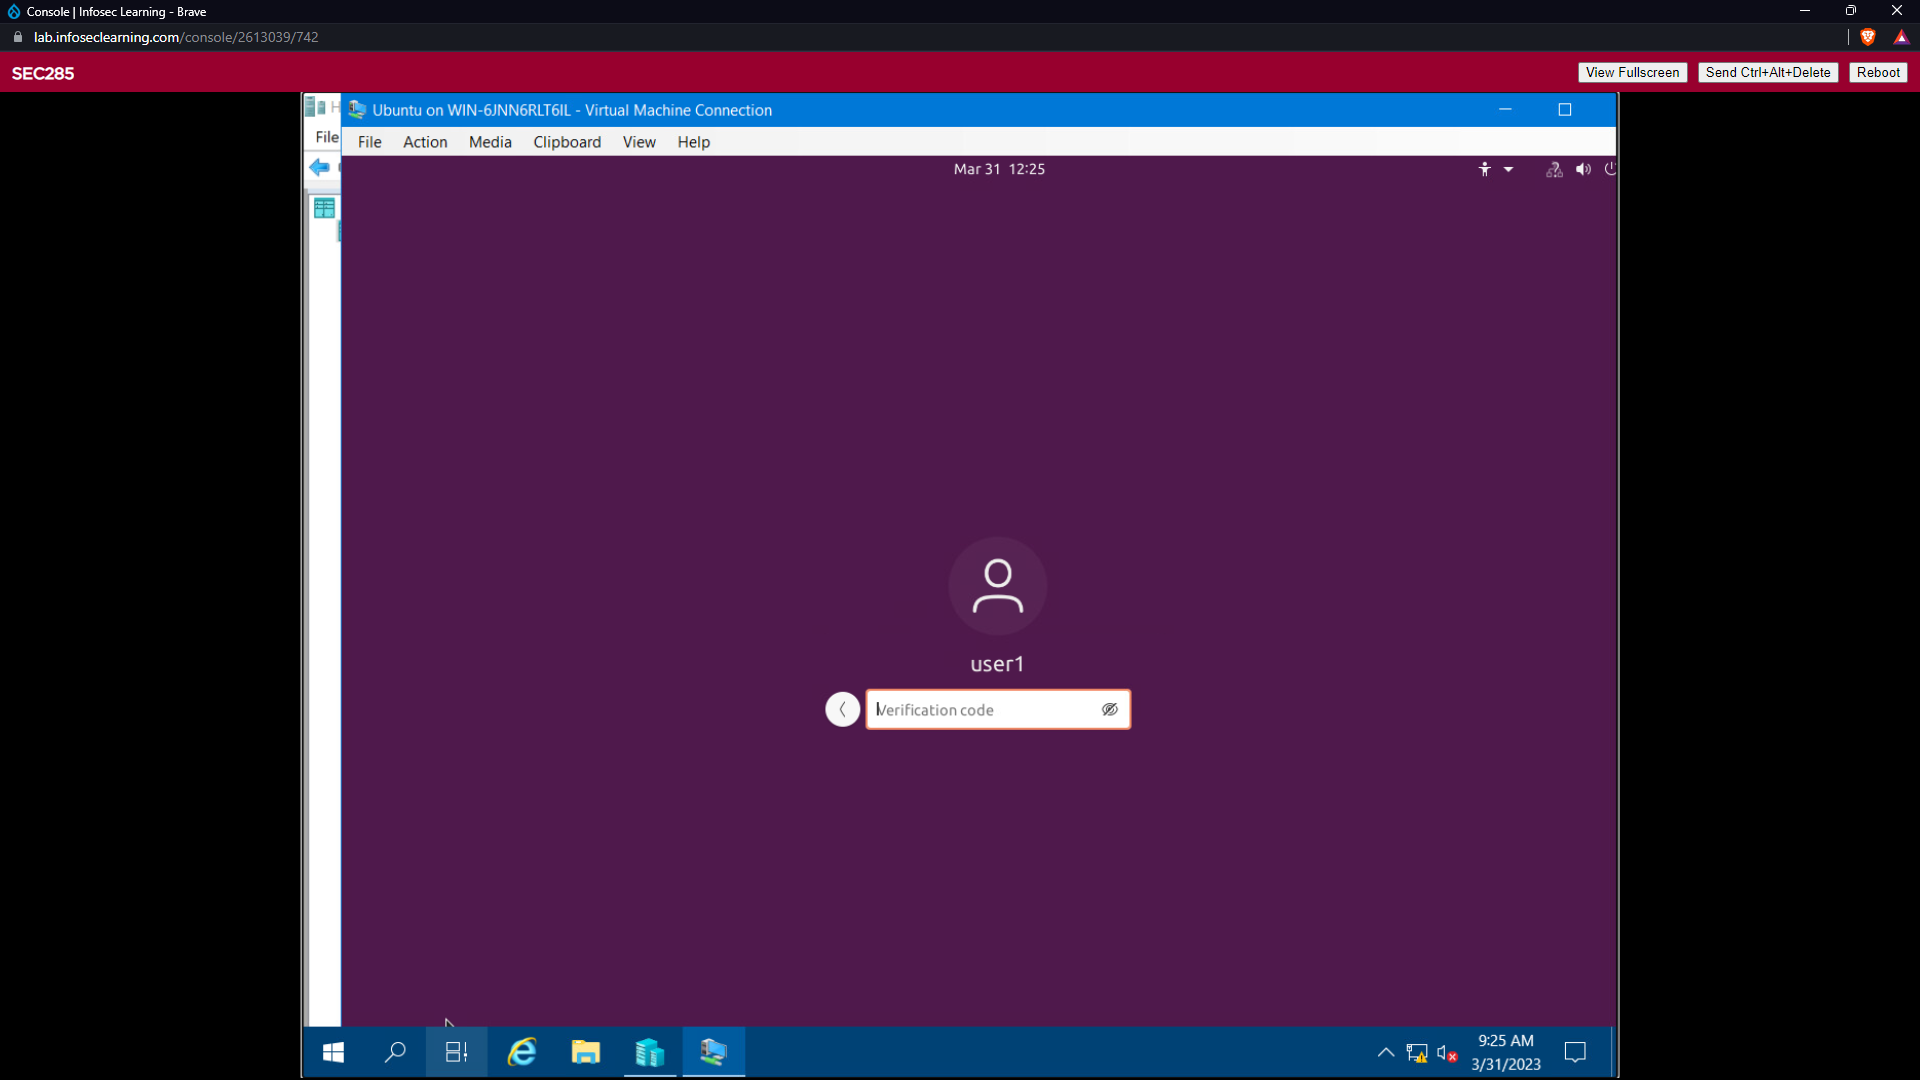 Console | Infosec Learning - Brave
lab.infoseclearning.com/console/2613039/742
SEC285
View Fullscreen
Send Ctrl+Alt+Delete
Reboot
H
Ubuntu on WIN-6JNN6RLT6IL - Virtual Machine Connection
File
File Action Media Clipboard View Help
Mar 31 12:25
user1
Verification code
9:25 AM
3/31/2023